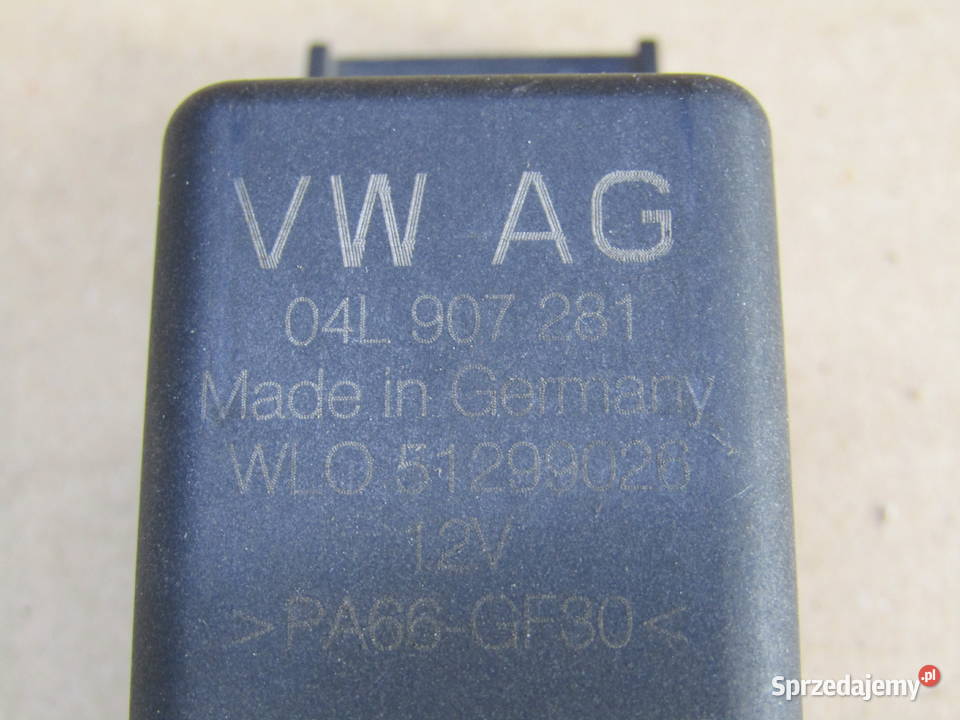 VW AG
04L 907 281
Made in Germany
WLO 51299026
12V
>PA66-GF30<
Sprzedajemy.pl